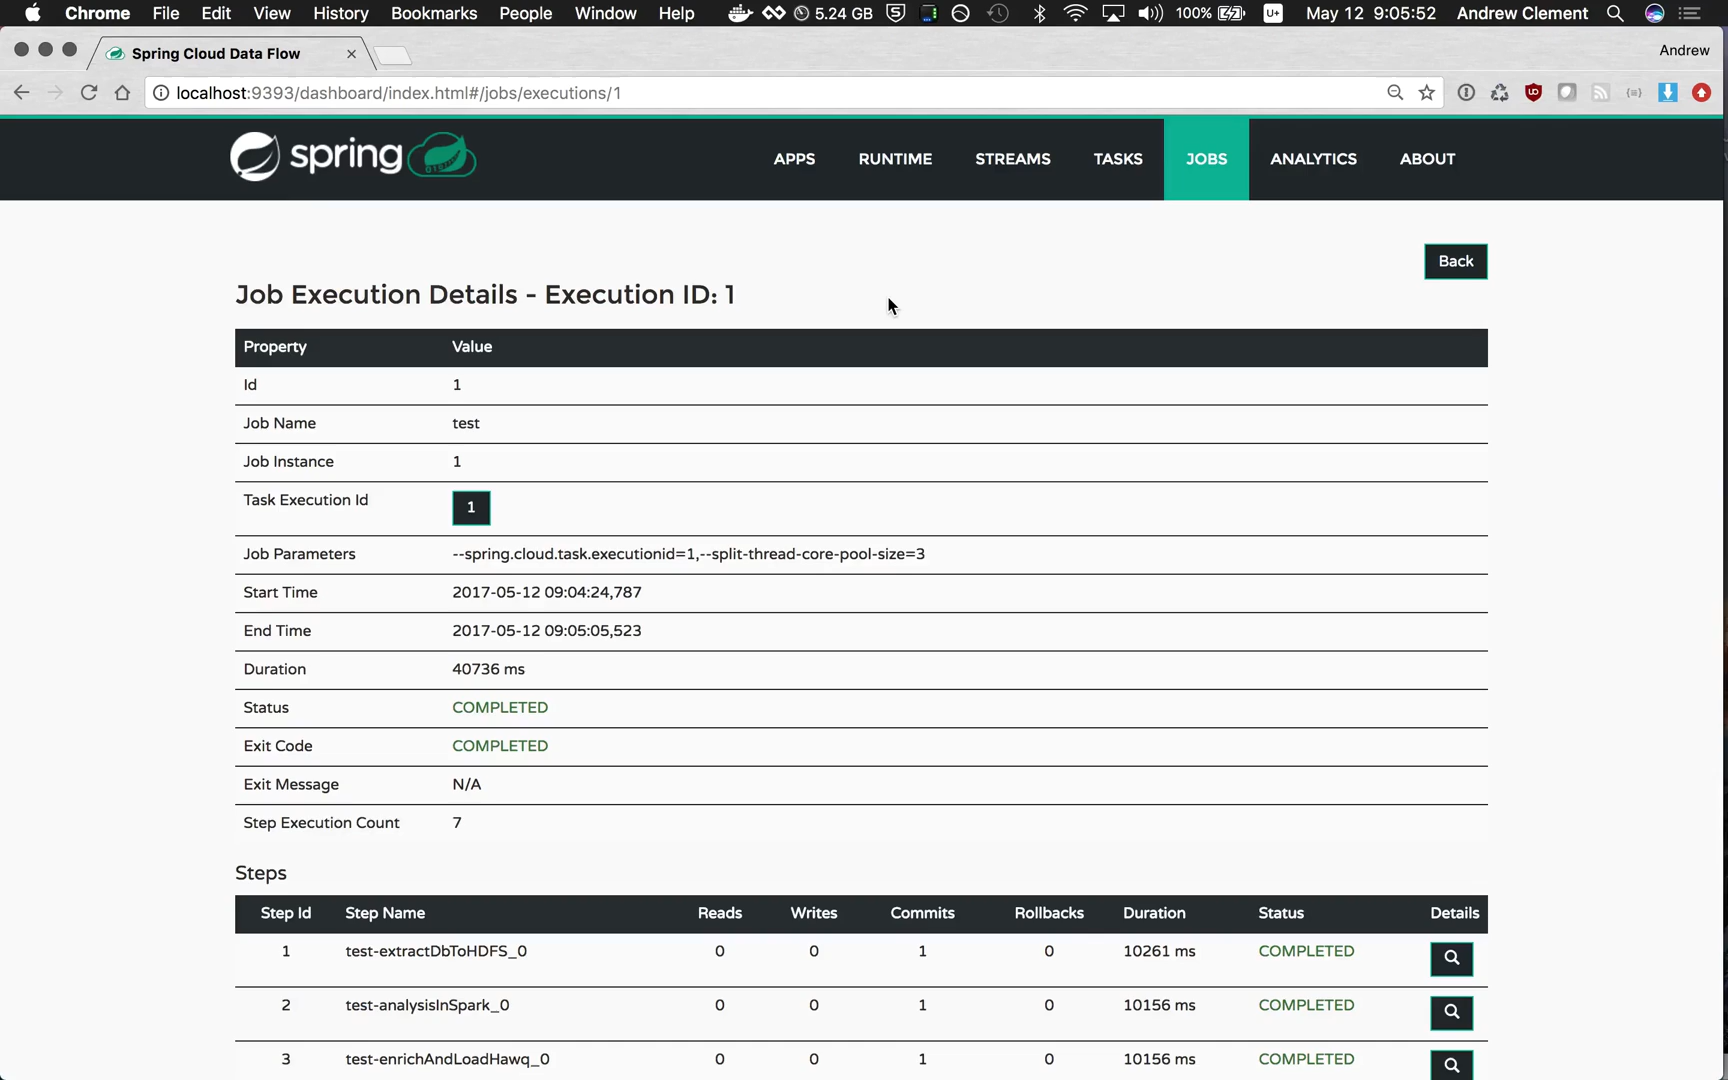 Chrome File Edit View History Bookmarks People Window Help 5.24 GB 100% U+ May 12 9:05:52 Andrew Clement
Spring Cloud Data Flow Andrew
localhost:9393/dashboard/index.html#/jobs/executions/1
spring APPS RUNTIME STREAMS TASKS JOBS ANALYTICS ABOUT
Back
Job Execution Details - Execution ID: 1
Property Value
Id 1
Job Name test
Job Instance 1
Task Execution Id 1
Job Parameters --spring.cloud.task.executionid=1,--split-thread-core-pool-size=3
Start Time 2017-05-12 09:04:24,787
End Time 2017-05-12 09:05:05,523
Duration 40736 ms
Status COMPLETED
Exit Code COMPLETED
Exit Message N/A
Step Execution Count 7
Steps
Step Id Step Name Reads Writes Commits Rollbacks Duration Status Details
1 test-extractDbToHDFS_0 0 0 1 0 10261 ms COMPLETED
2 test-analysisInSpark_0 0 0 1 0 10156 ms COMPLETED
3 test-enrichAndLoadHawq_0 0 0 1 0 10156 ms COMPLETED